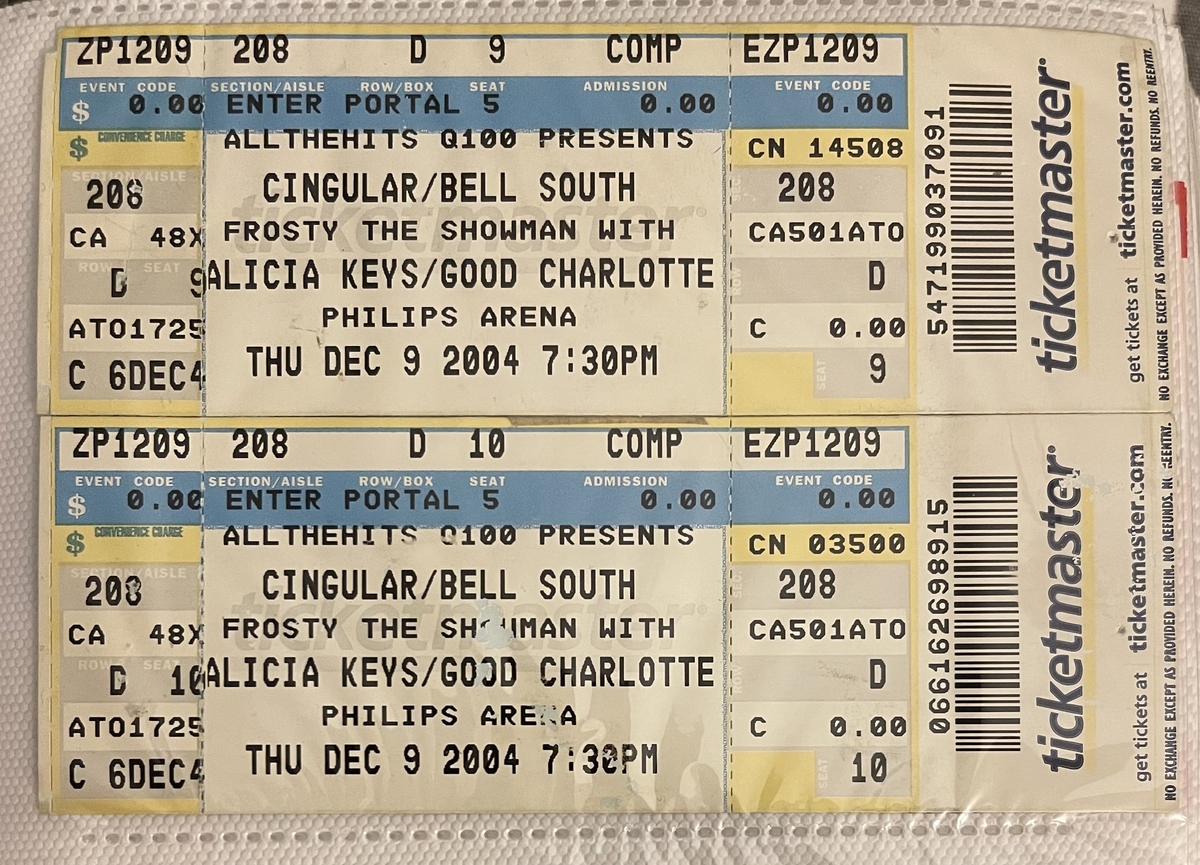 ZP1209 208 D 9 COMP EZP1209
EVENT CODE SECTION/AISLE ROW/BOX SEAT ADMISSION EVENT CODE
$ 0.00 ENTER PORTAL 5 0.00 0.00
$ CONVENIENCE CHARGE ALLTHEHITS Q100 PRESENTS CN 14508
SECTION/AISLE
208 CINGULAR/BELL SOUTH 208
ticketmaster®
CA 48X FROSTY THE SHOWMAN WITH CA501ATO
ROW SEAT
D 9 ALICIA KEYS/GOOD CHARLOTTE D
ATO1725 PHILIPS ARENA C 0.00
C 6DEC4 THU DEC 9 2004 7:30PM SEAT 9
5471990037091
ticketmaster®
get tickets at ticketmaster.com
NO EXCHANGE EXCEPT AS PROVIDED HEREIN. NO REFUNDS. NO REENTRY.
ZP1209 208 D 10 COMP EZP1209
EVENT CODE SECTION/AISLE ROW/BOX SEAT ADMISSION EVENT CODE
$ 0.00 ENTER PORTAL 5 0.00 0.00
$ CONVENIENCE CHARGE ALLTHEHITS Q100 PRESENTS CN 03500
SECTION/AISLE
208 CINGULAR/BELL SOUTH 208
ticketmaster®
CA 48X FROSTY THE SHOWMAN WITH CA501ATO
ROW SEAT
D 10 ALICIA KEYS/GOOD CHARLOTTE D
ATO1725 PHILIPS ARENA C 0.00
C 6DEC4 THU DEC 9 2004 7:30PM SEAT 10
0661626298915
ticketmaster®
get tickets at ticketmaster.com
NO EXCHANGE EXCEPT AS PROVIDED HEREIN. NO REFUNDS. NO REENTRY.